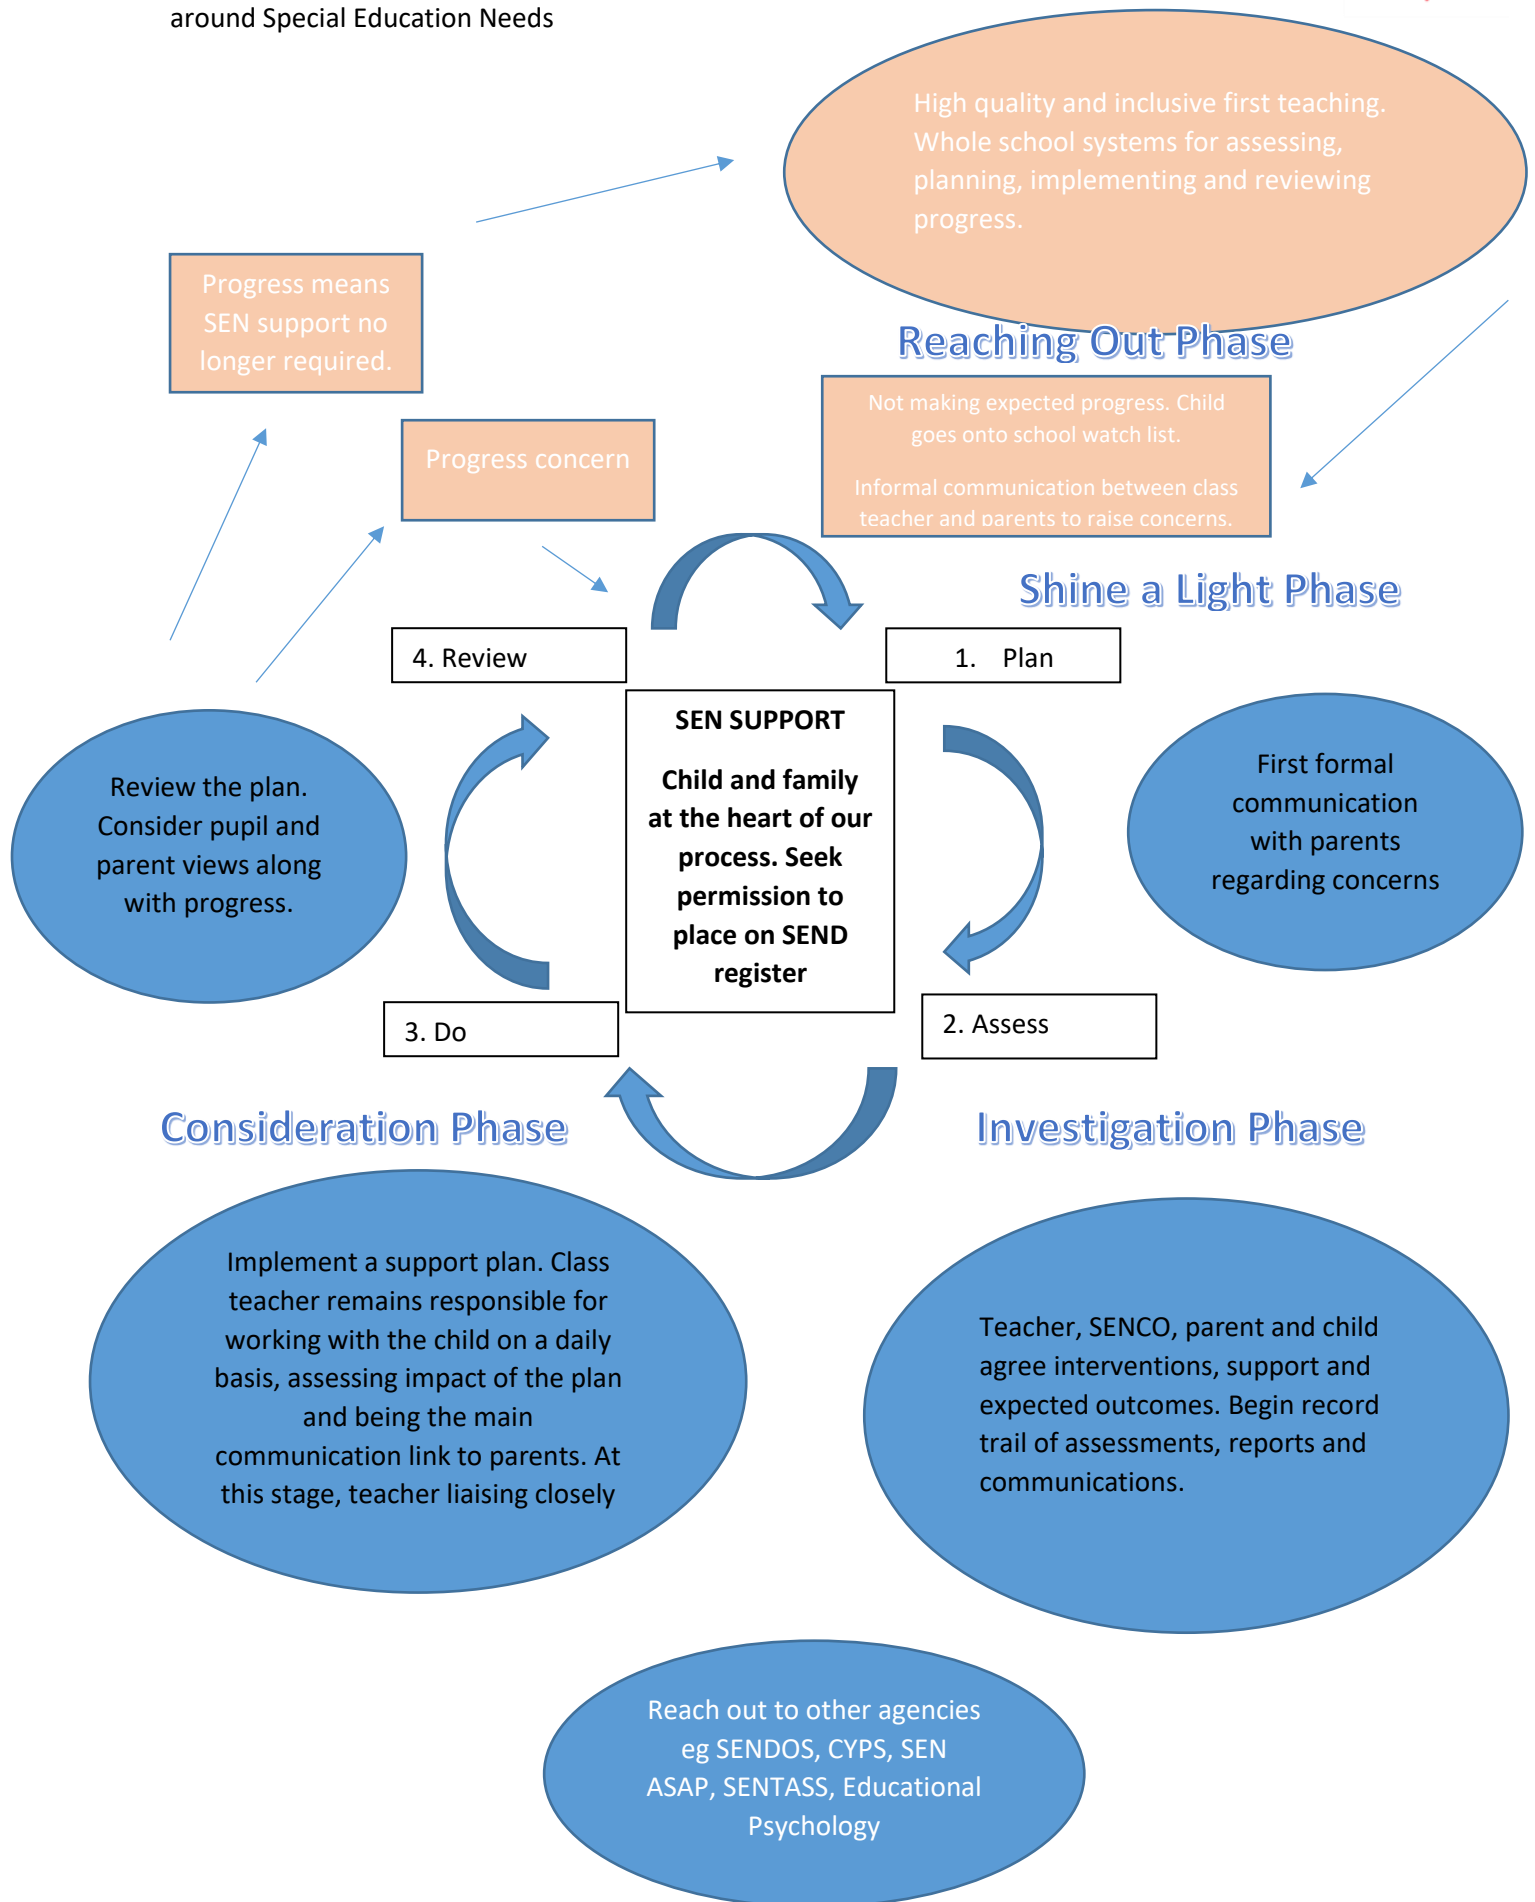 around Special Education Needs
High quality and inclusive first teaching.
Whole school systems for assessing,
planning, implementing and reviewing
progress.
Progress means
SEN support no
longer required.
Reaching Out Phase
Not making expected progress. Child
goes onto school watch list.
Informal communication between class
teacher and parents to raise concerns.
Progress concern
Shine a Light Phase
4. Review
1. Plan
SEN SUPPORT
Child and family
at the heart of our
process. Seek
permission to
place on SEND
register
Review the plan.
Consider pupil and
parent views along
with progress.
First formal
communication
with parents
regarding concerns
3. Do
2. Assess
Consideration Phase
Investigation Phase
Implement a support plan. Class
teacher remains responsible for
working with the child on a daily
basis, assessing impact of the plan
and being the main
communication link to parents. At
this stage, teacher liaising closely
Teacher, SENCO, parent and child
agree interventions, support and
expected outcomes. Begin record
trail of assessments, reports and
communications.
Reach out to other agencies
eg SENDOS, CYPS, SEN
ASAP, SENTASS, Educational
Psychology